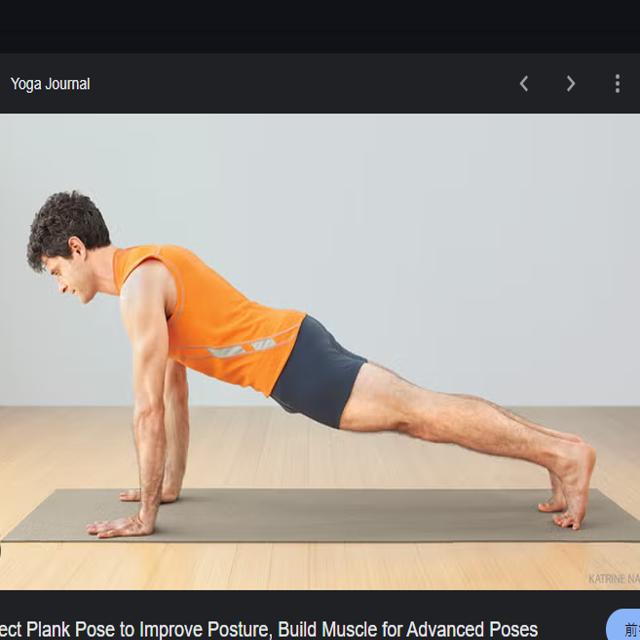 Yoga Journal
KATRINE NA
ect Plank Pose to Improve Posture, Build Muscle for Advanced Poses
前